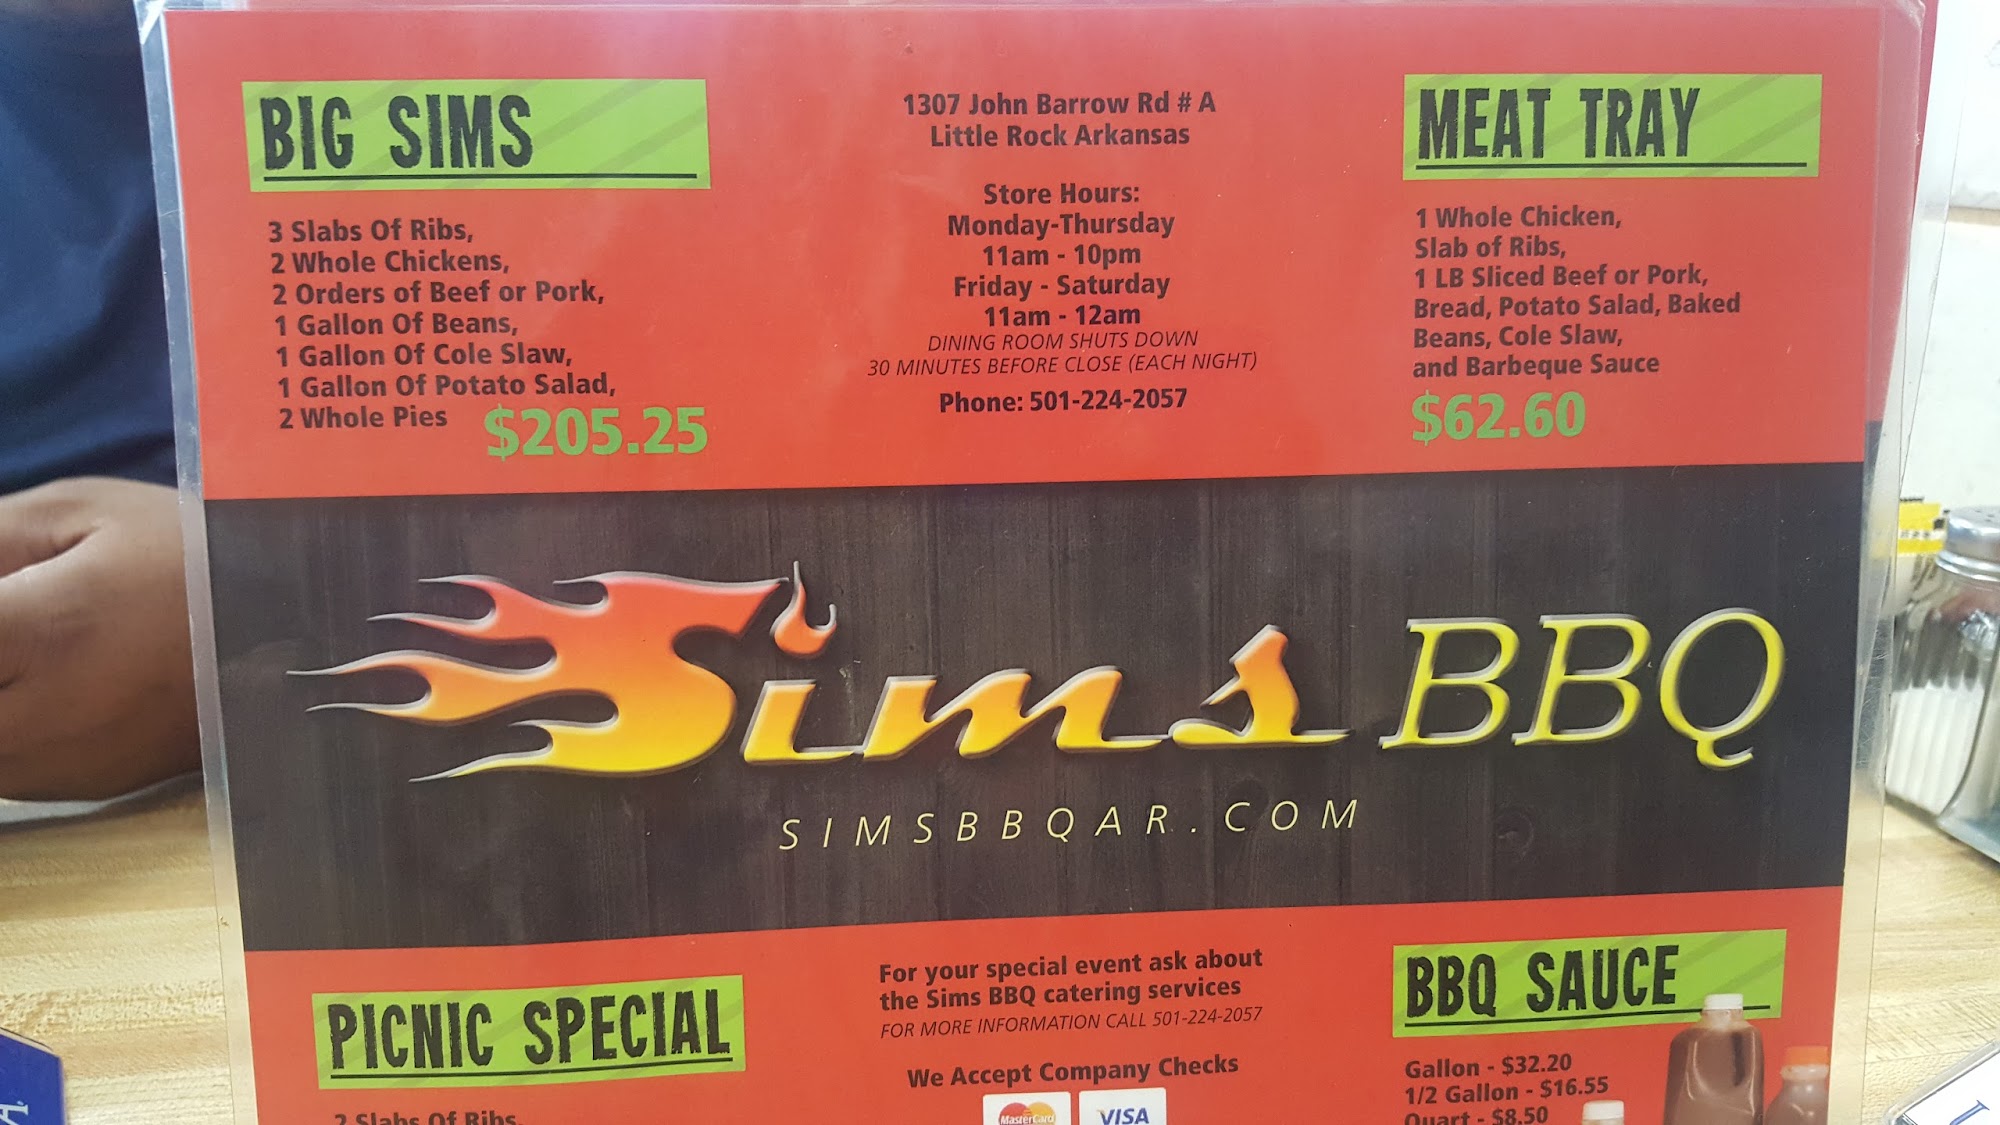 BIG SIMS
3 Slabs Of Ribs,
2 Whole Chickens,
2 Orders of Beef or Pork,
1 Gallon Of Beans,
1 Gallon Of Cole Slaw,
1 Gallon Of Potato Salad,
2 Whole Pies
$205.25
1307 John Barrow Rd # A
Little Rock Arkansas
Store Hours:
Monday-Thursday
11am - 10pm
Friday - Saturday
11am - 12am
DINING ROOM SHUTS DOWN
30 MINUTES BEFORE CLOSE (EACH NIGHT)
Phone: 501-224-2057
MEAT TRAY
1 Whole Chicken,
Slab of Ribs,
1 LB Sliced Beef or Pork,
Bread, Potato Salad, Baked
Beans, Cole Slaw,
and Barbeque Sauce
$62.60
Sims BBQ
SIMSBBQAR.COM
PICNIC SPECIAL
2 Slabs Of Ribs,
For your special event ask about
the Sims BBQ catering services
FOR MORE INFORMATION CALL 501-224-2057
We Accept Company Checks
MasterCard
VISA
BBQ SAUCE
Gallon - $32.20
1/2 Gallon - $16.55
Quart - $8.50